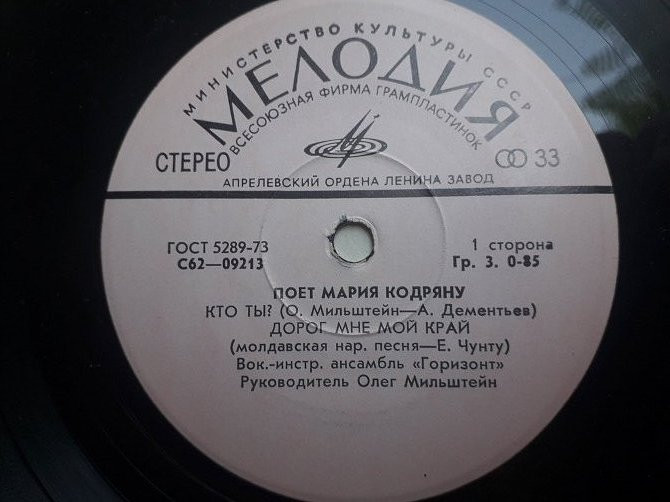 МИНИСТЕРСТВО КУЛЬТУРЫ СССР
МЕЛОДИЯ
ВСЕСОЮЗНАЯ ФИРМА ГРАМПЛАСТИНОК
СТЕРЕО 33
АПРЕЛЕВСКИЙ ОРДЕНА ЛЕНИНА ЗАВОД
ГОСТ 5289-73 1 сторона
С62—09213 Гр. 3. 0-85
ПОЕТ МАРИЯ КОДРЯНУ
КТО ТЫ? (О. Мильштейн—А. Дементьев)
ДОРОГ МНЕ МОЙ КРАЙ
(молдавская нар. песня—Е. Чунту)
Вок.-инстр. ансамбль «Горизонт»
Руководитель Олег Мильштейн